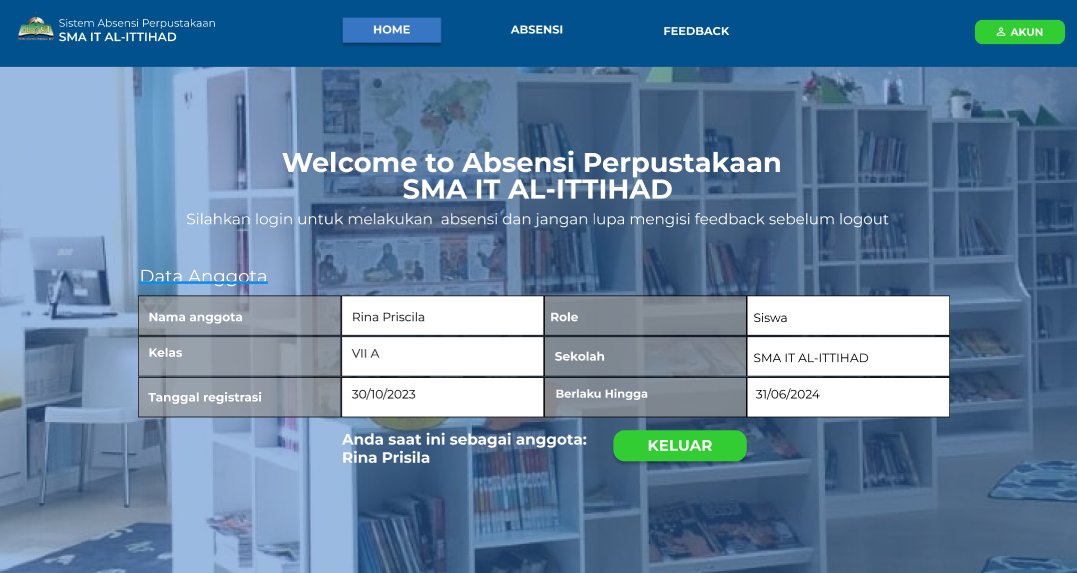 Sistem Absensi Perpustakaan
SMA IT AL-ITTIHAD
HOME
ABSENSI
FEEDBACK
AKUN
Welcome to Absensi Perpustakaan
SMA IT AL-ITTIHAD
Silahkan login untuk melakukan absensi dan jangan lupa mengisi feedback sebelum logout
Data Anggota
Nama anggota
Rina Priscila
Role
Siswa
Kelas
VII A
Sekolah
SMA IT AL-ITTIHAD
Tanggal registrasi
30/10/2023
Berlaku Hingga
31/06/2024
Anda saat ini sebagai anggota:
Rina Prisila
KELUAR